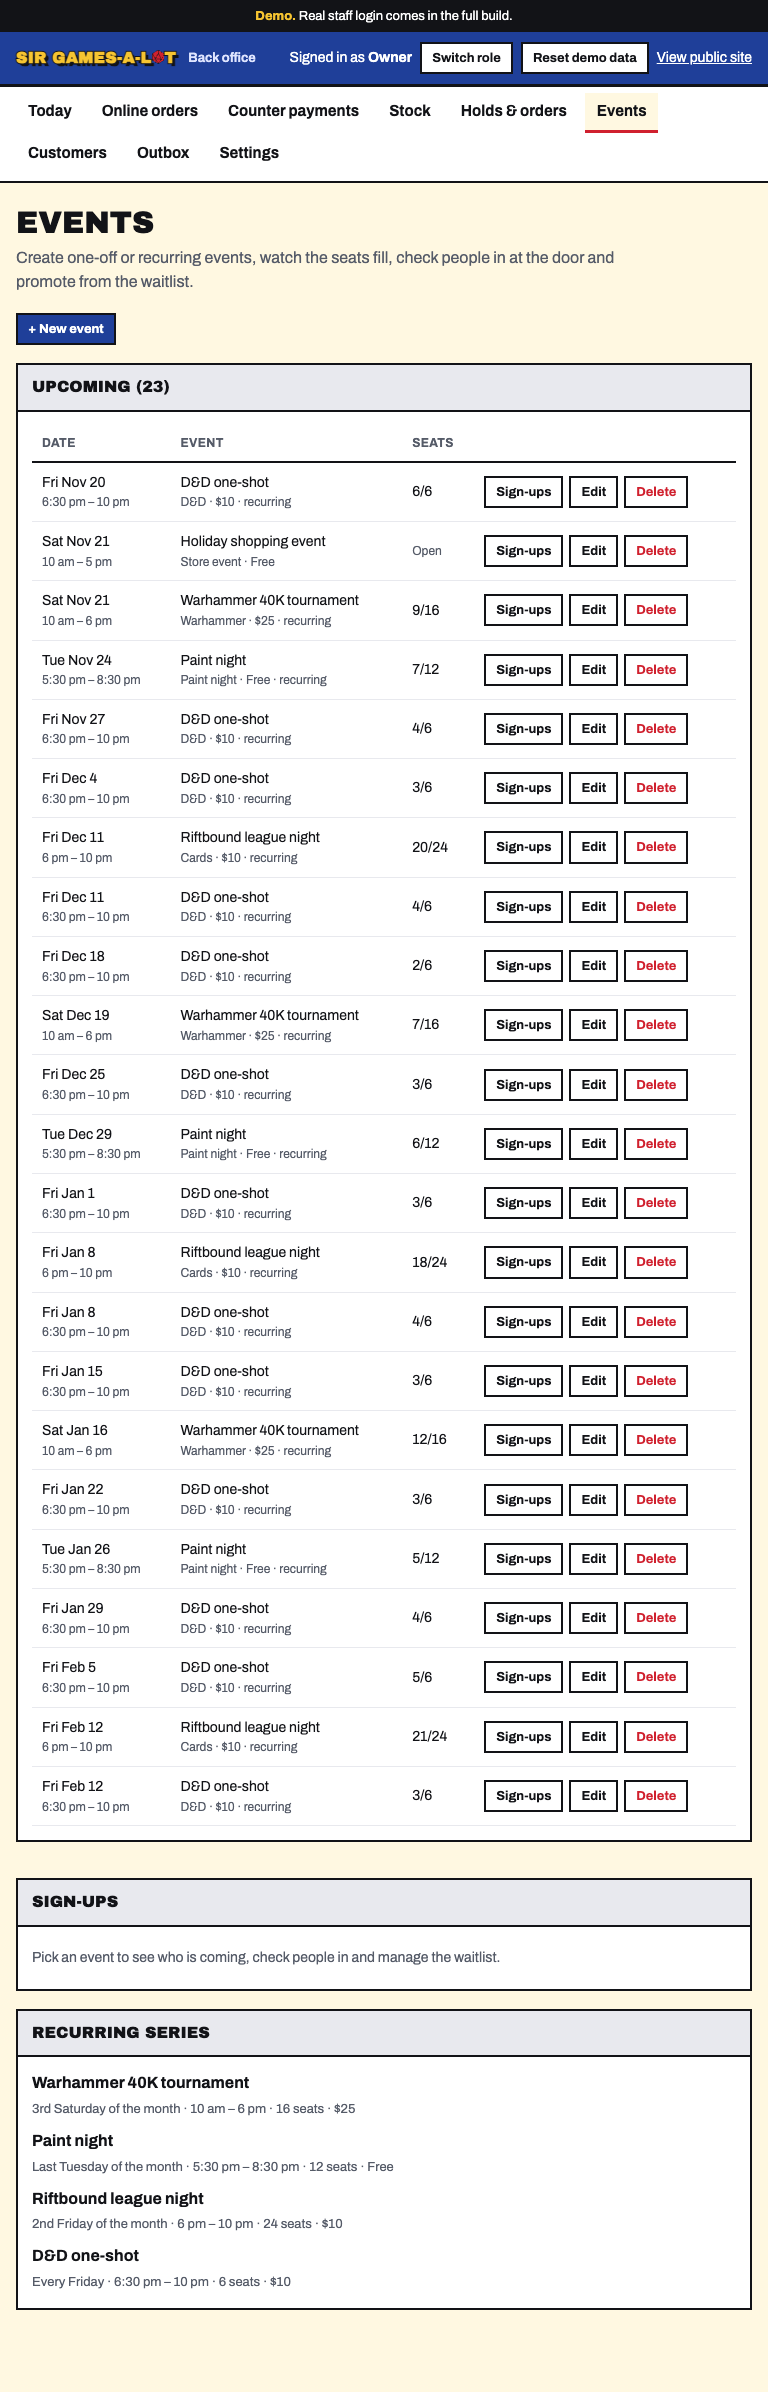 Demo. Real staff login comes in the full build.
SIR GAMES-A-LOT Back office Signed in as Owner Switch role Reset demo data View public site
Today Online orders Counter payments Stock Holds & orders Events
Customers Outbox Settings
EVENTS
Create one-off or recurring events, watch the seats fill, check people in at the door and
promote from the waitlist.
+ New event
UPCOMING (23)
DATE EVENT SEATS
Fri Nov 20 D&D one-shot 6/6 Sign-ups Edit Delete
6:30 pm – 10 pm D&D · $10 · recurring
Sat Nov 21 Holiday shopping event Open Sign-ups Edit Delete
10 am – 5 pm Store event · Free
Sat Nov 21 Warhammer 40K tournament 9/16 Sign-ups Edit Delete
10 am – 6 pm Warhammer · $25 · recurring
Tue Nov 24 Paint night 7/12 Sign-ups Edit Delete
5:30 pm – 8:30 pm Paint night · Free · recurring
Fri Nov 27 D&D one-shot 4/6 Sign-ups Edit Delete
6:30 pm – 10 pm D&D · $10 · recurring
Fri Dec 4 D&D one-shot 3/6 Sign-ups Edit Delete
6:30 pm – 10 pm D&D · $10 · recurring
Fri Dec 11 Riftbound league night 20/24 Sign-ups Edit Delete
6 pm – 10 pm Cards · $10 · recurring
Fri Dec 11 D&D one-shot 4/6 Sign-ups Edit Delete
6:30 pm – 10 pm D&D · $10 · recurring
Fri Dec 18 D&D one-shot 2/6 Sign-ups Edit Delete
6:30 pm – 10 pm D&D · $10 · recurring
Sat Dec 19 Warhammer 40K tournament 7/16 Sign-ups Edit Delete
10 am – 6 pm Warhammer · $25 · recurring
Fri Dec 25 D&D one-shot 3/6 Sign-ups Edit Delete
6:30 pm – 10 pm D&D · $10 · recurring
Tue Dec 29 Paint night 6/12 Sign-ups Edit Delete
5:30 pm – 8:30 pm Paint night · Free · recurring
Fri Jan 1 D&D one-shot 3/6 Sign-ups Edit Delete
6:30 pm – 10 pm D&D · $10 · recurring
Fri Jan 8 Riftbound league night 18/24 Sign-ups Edit Delete
6 pm – 10 pm Cards · $10 · recurring
Fri Jan 8 D&D one-shot 4/6 Sign-ups Edit Delete
6:30 pm – 10 pm D&D · $10 · recurring
Fri Jan 15 D&D one-shot 3/6 Sign-ups Edit Delete
6:30 pm – 10 pm D&D · $10 · recurring
Sat Jan 16 Warhammer 40K tournament 12/16 Sign-ups Edit Delete
10 am – 6 pm Warhammer · $25 · recurring
Fri Jan 22 D&D one-shot 3/6 Sign-ups Edit Delete
6:30 pm – 10 pm D&D · $10 · recurring
Tue Jan 26 Paint night 5/12 Sign-ups Edit Delete
5:30 pm – 8:30 pm Paint night · Free · recurring
Fri Jan 29 D&D one-shot 4/6 Sign-ups Edit Delete
6:30 pm – 10 pm D&D · $10 · recurring
Fri Feb 5 D&D one-shot 5/6 Sign-ups Edit Delete
6:30 pm – 10 pm D&D · $10 · recurring
Fri Feb 12 Riftbound league night 21/24 Sign-ups Edit Delete
6 pm – 10 pm Cards · $10 · recurring
Fri Feb 12 D&D one-shot 3/6 Sign-ups Edit Delete
6:30 pm – 10 pm D&D · $10 · recurring
SIGN-UPS
Pick an event to see who is coming, check people in and manage the waitlist.
RECURRING SERIES
Warhammer 40K tournament
3rd Saturday of the month · 10 am – 6 pm · 16 seats · $25
Paint night
Last Tuesday of the month · 5:30 pm – 8:30 pm · 12 seats · Free
Riftbound league night
2nd Friday of the month · 6 pm – 10 pm · 24 seats · $10
D&D one-shot
Every Friday · 6:30 pm – 10 pm · 6 seats · $10